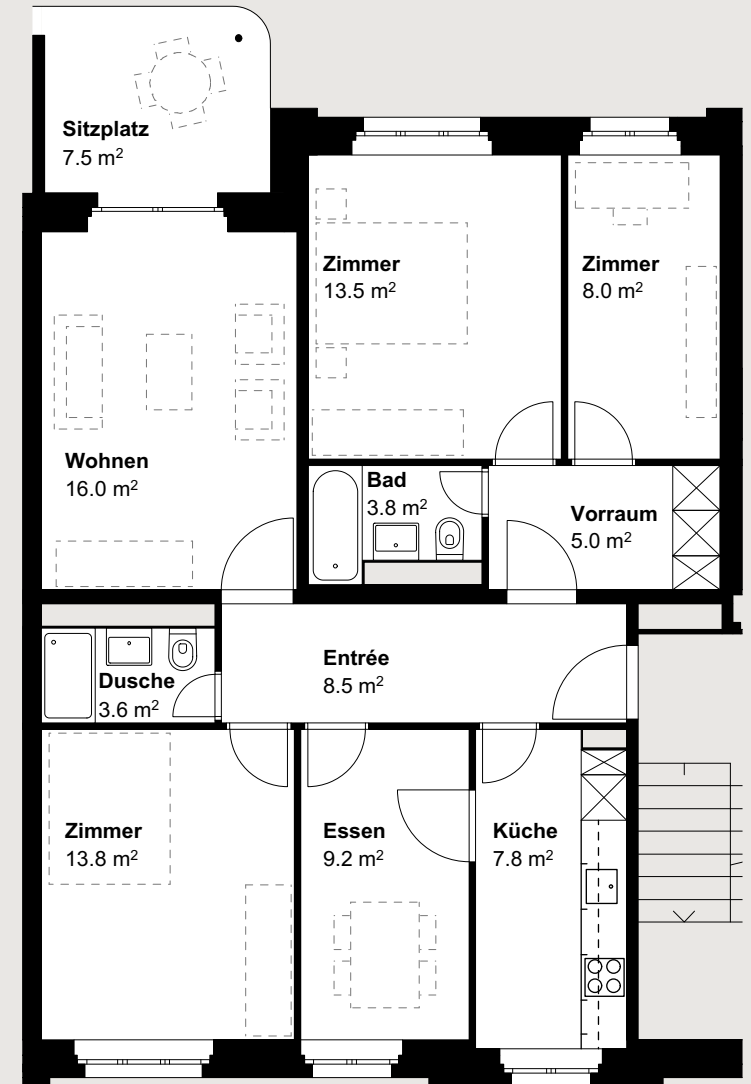 Sitzplatz
7.5 m²
Zimmer
13.5 m²
Zimmer
8.0 m²
Wohnen
16.0 m²
Bad
3.8 m²
Vorraum
5.0 m²
Entrée
8.5 m²
Dusche
3.6 m²
Zimmer
13.8 m²
Essen
9.2 m²
Küche
7.8 m²